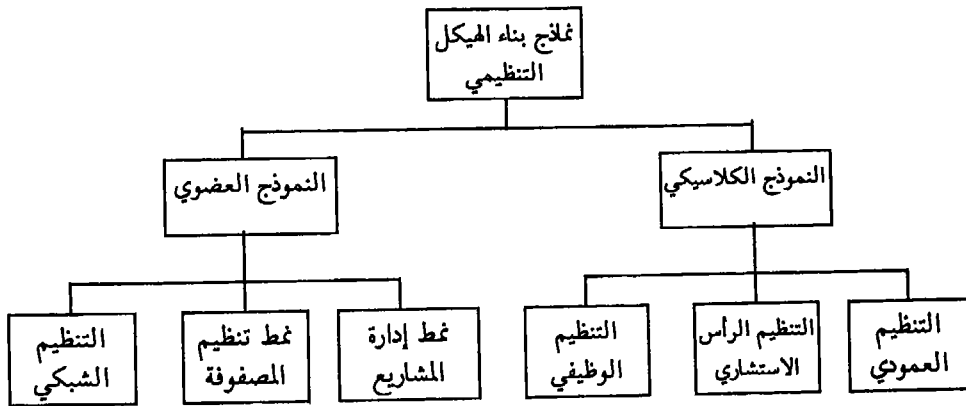 نماذج بناء الهيكل
التنظيمي
النموذج الكلاسيكي
النموذج العضوي
التنظيم
العمودي
التنظيم الرأس
الاستشاري
التنظيم
الوظيفي
نمط إدارة
المشاريع
نمط تنظيم
المصفوفة
التنظيم
الشبكي